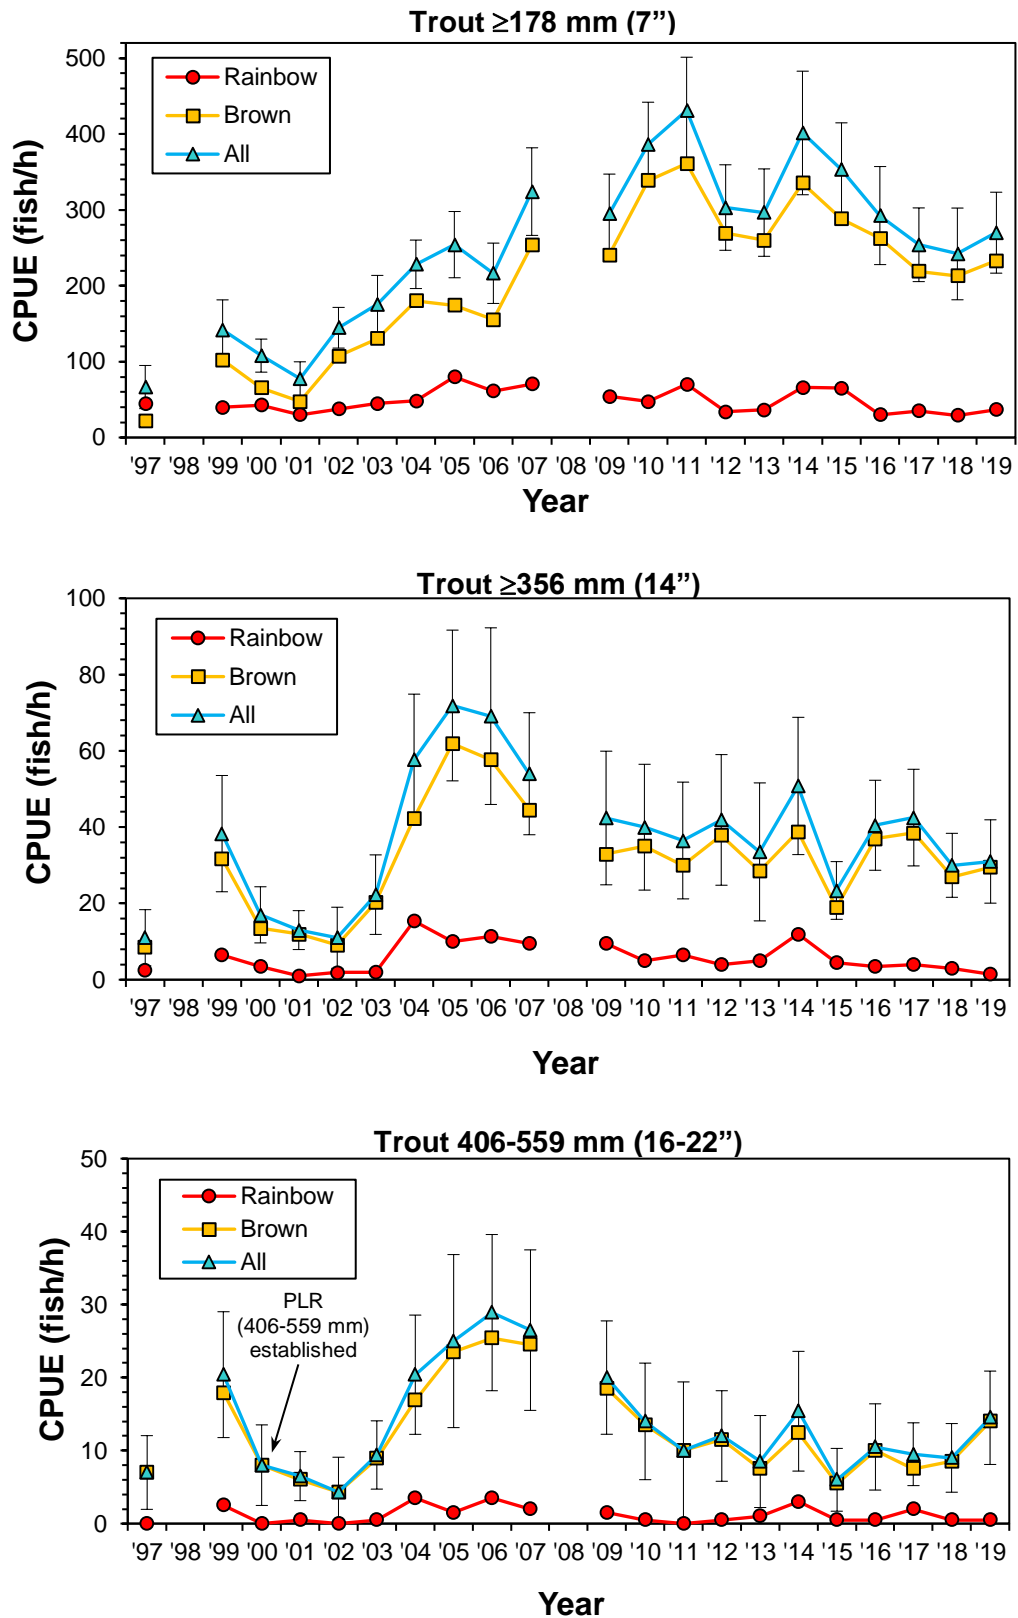 Trout ≥178 mm (7”)
CPUE (fish/h)
500
400
300
200
100
0
Rainbow
Brown
All
'97 '98 '99 '00 '01 '02 '03 '04 '05 '06 '07 '08 '09 '10 '11 '12 '13 '14 '15 '16 '17 '18 '19
Year
Trout ≥356 mm (14”)
CPUE (fish/h)
100
80
60
40
20
0
Rainbow
Brown
All
'97 '98 '99 '00 '01 '02 '03 '04 '05 '06 '07 '08 '09 '10 '11 '12 '13 '14 '15 '16 '17 '18 '19
Year
Trout 406-559 mm (16-22”)
CPUE (fish/h)
50
40
30
20
10
0
Rainbow
Brown
All
PLR
(406-559 mm)
established
'97 '98 '99 '00 '01 '02 '03 '04 '05 '06 '07 '08 '09 '10 '11 '12 '13 '14 '15 '16 '17 '18 '19
Year